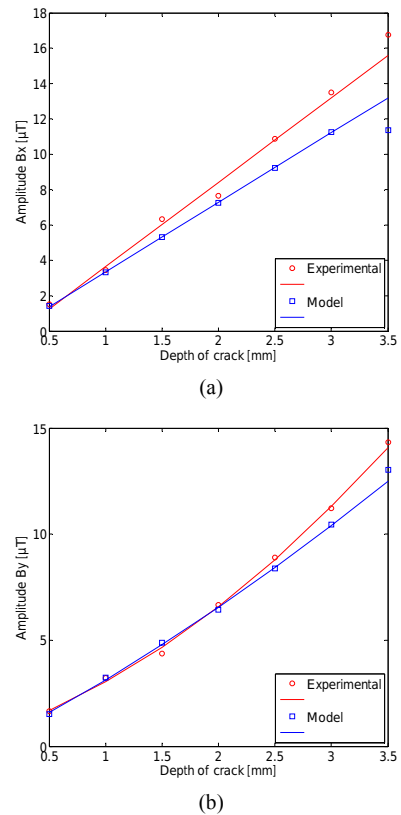 18
16
14
12
10
8
6
4
2
0
Amplitude Bx [µT]
Experimental
Model
0.5 1 1.5 2 2.5 3 3.5
Depth of crack [mm]
(a)
15
10
5
0
Amplitude By [µT]
Experimental
Model
0.5 1 1.5 2 2.5 3 3.5
Depth of crack [mm]
(b)